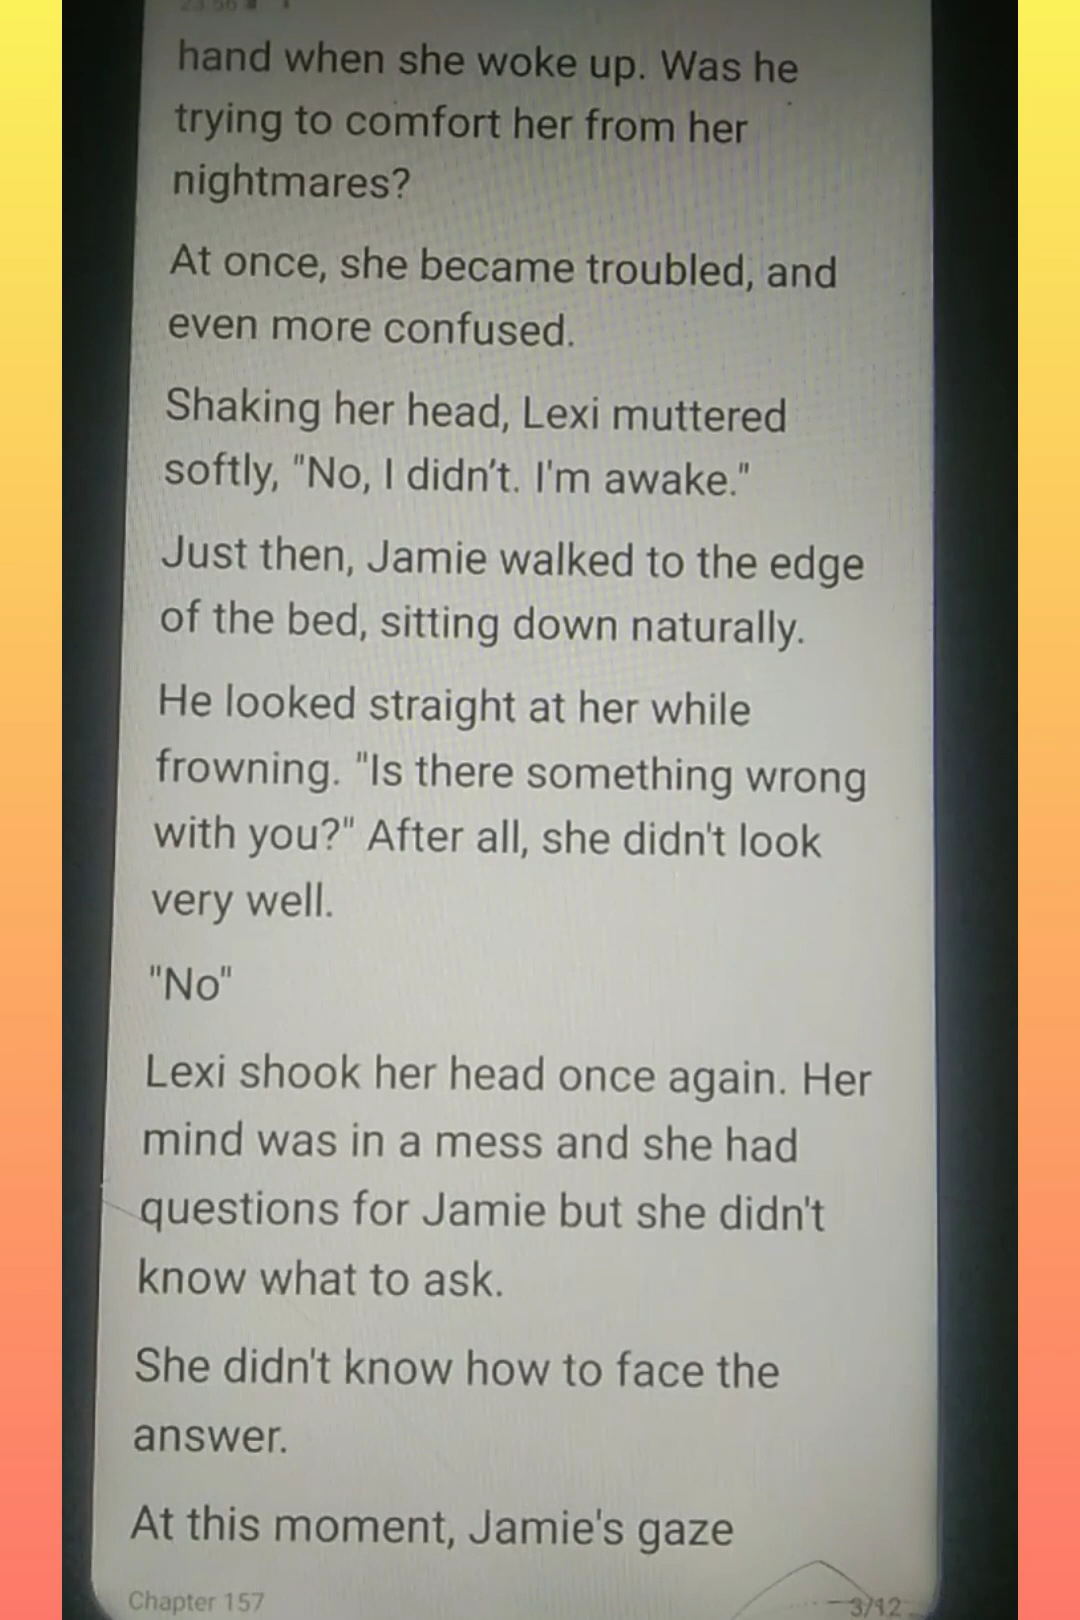 hand when she woke up. Was he
trying to comfort her from her
nightmares?
At once, she became troubled, and
even more confused.
Shaking her head, Lexi muttered
softly, "No, I didn't. I'm awake."
Just then, Jamie walked to the edge
of the bed, sitting down naturally.
He looked straight at her while
frowning. "Is there something wrong
with you?" After all, she didn't look
very well.
"No"
Lexi shook her head once again. Her
mind was in a mess and she had
questions for Jamie but she didn't
know what to ask.
She didn't know how to face the
answer.
At this moment, Jamie's gaze
Chapter 157
3/12